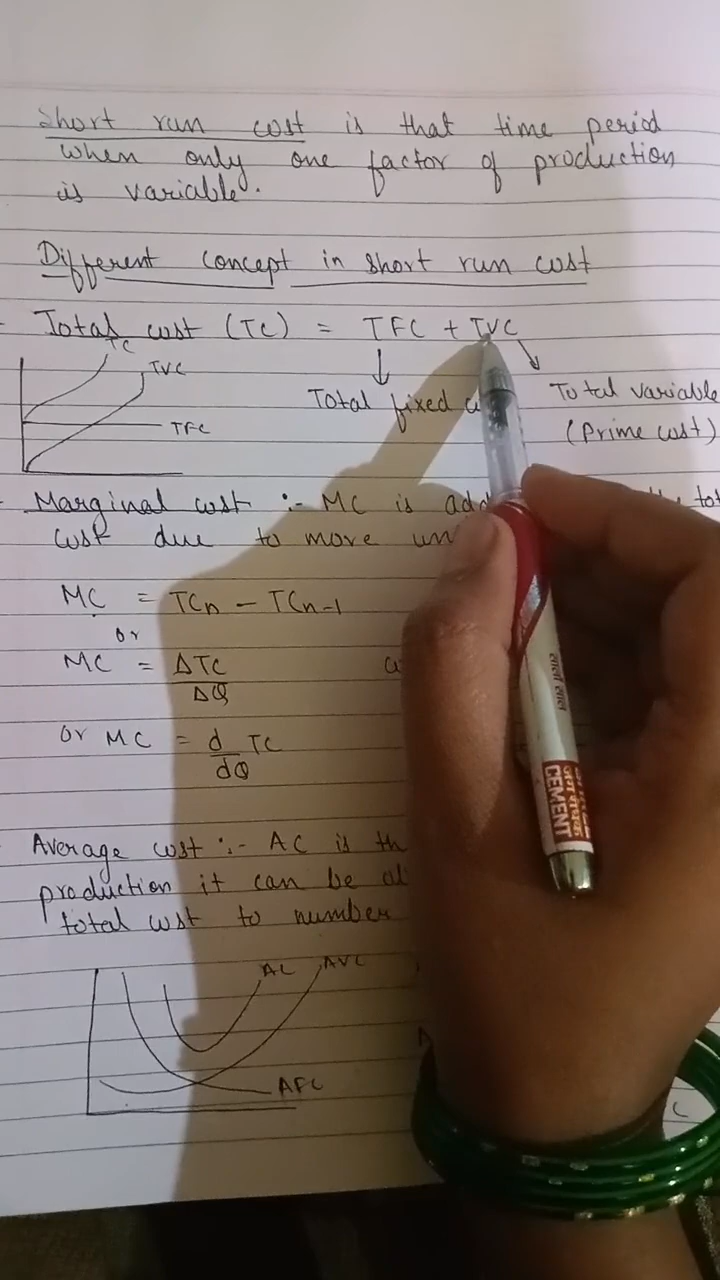 Short run cost is that time period
when only one factor of production
is variable.
Different concept in short run cost
Total cost (TC) = TFC + TVC
TC
TVC
TFC
Total fixed
Total variable
(Prime cost)
Marginal cost :- MC is
cost due to more
MC = TCn - TCn-1
or
MC = ΔTC
ΔQ
or MC = d TC
dQ
Average cost :- AC is
production it can be
total cost to number
AC
AVC
AFC
C
CEMENT